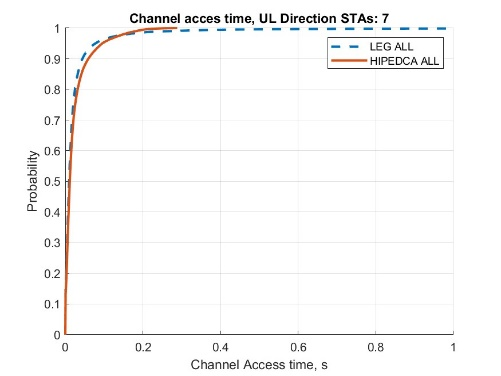 Channel acces time, UL Direction STAs: 7
LEG ALL
HIPEDCA ALL
Probability
1
0.9
0.8
0.7
0.6
0.5
0.4
0.3
0.2
0.1
0
0 0.2 0.4 0.6 0.8 1
Channel Access time, s